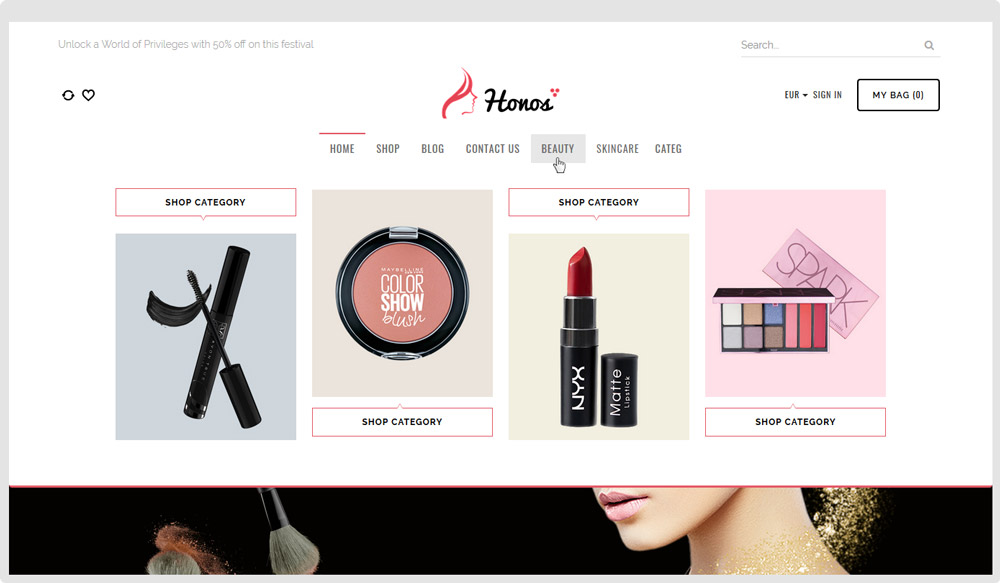 Unlock a World of Privileges with 50% off on this festival
Search...
Honos
EUR SIGN IN
MY BAG (0)
HOME SHOP BLOG CONTACT US BEAUTY SKINCARE CATEG
SHOP CATEGORY
MAYBELLINE
COLOR
SHOW
blush
SHOP CATEGORY
SHOP CATEGORY
NYX
Matte
Lipstick
SPARK
SHOP CATEGORY